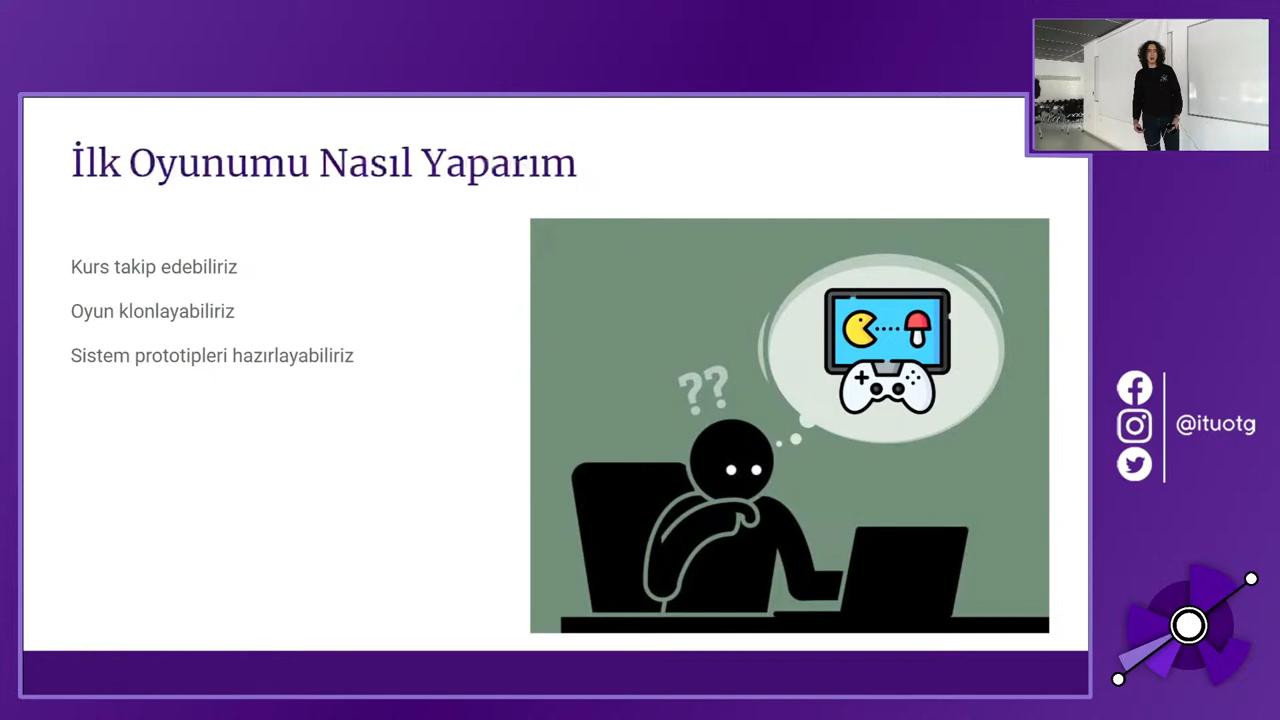 İlk Oyunumu Nasıl Yaparım
Kurs takip edebiliriz
Oyun klonlayabiliriz
Sistem prototipleri hazırlayabiliriz
??
@ituotg